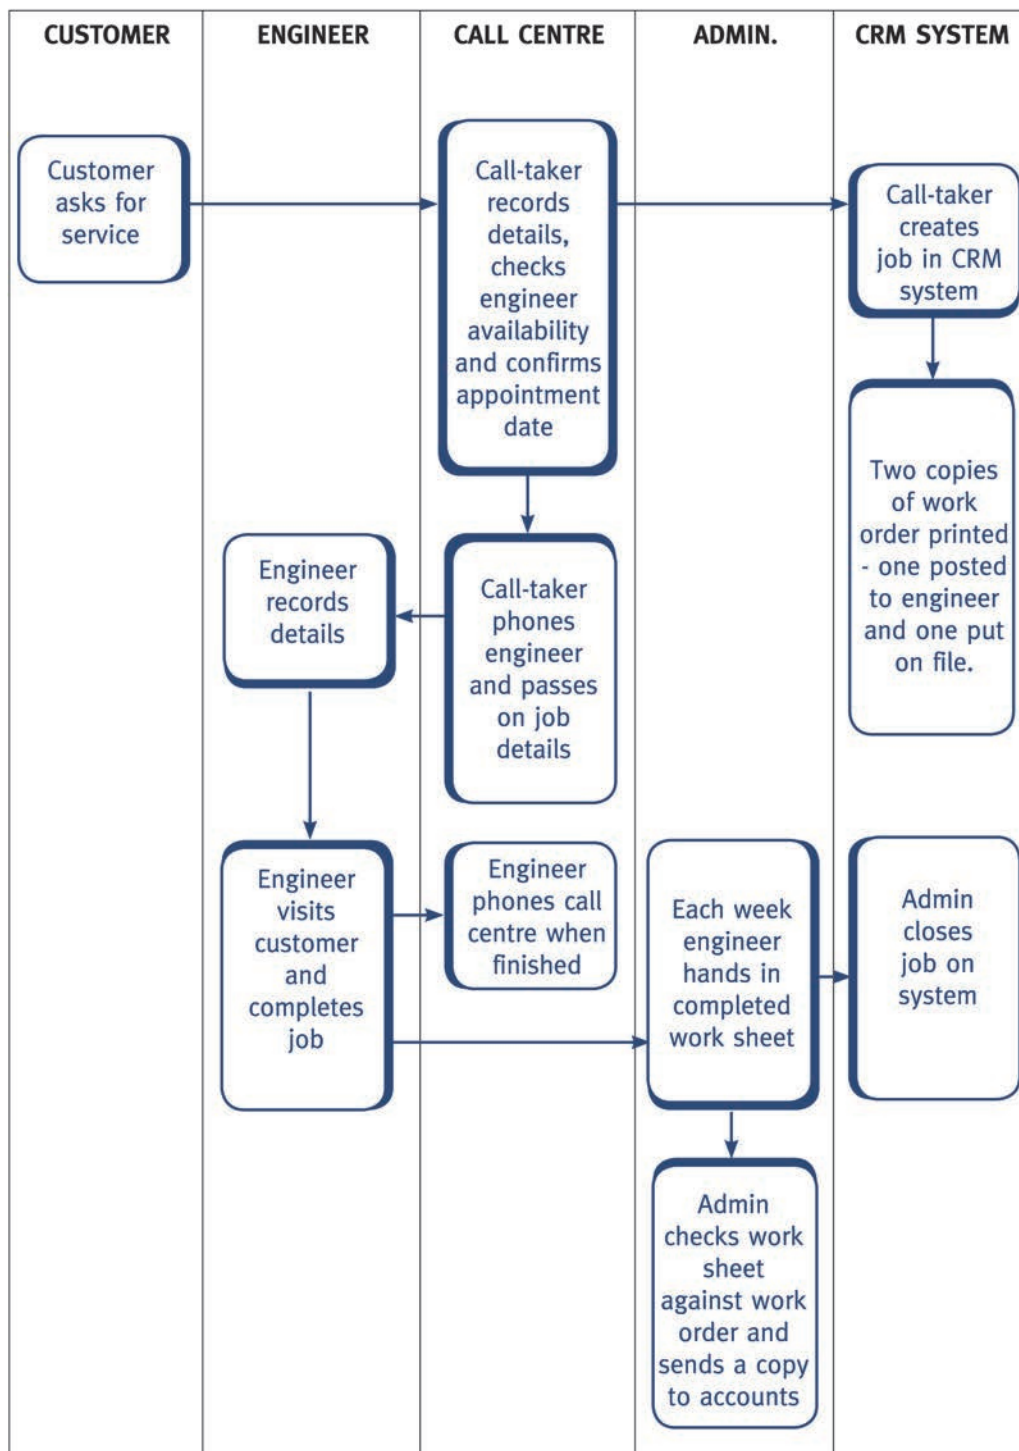 CUSTOMER
ENGINEER
CALL CENTRE
ADMIN.
CRM SYSTEM
Customer
asks for
service
Call-taker
records
details,
checks
engineer
availability
and confirms
appointment
date
Call-taker
creates
job in CRM
system
Two copies
of work
order printed
- one posted
to engineer
and one put
on file.
Engineer
records
details
Call-taker
phones
engineer
and passes
on job
details
Engineer
visits
customer
and
completes
job
Engineer
phones call
centre when
finished
Each week
engineer
hands in
completed
work sheet
Admin
closes
job on
system
Admin
checks work
sheet
against work
order and
sends a copy
to accounts